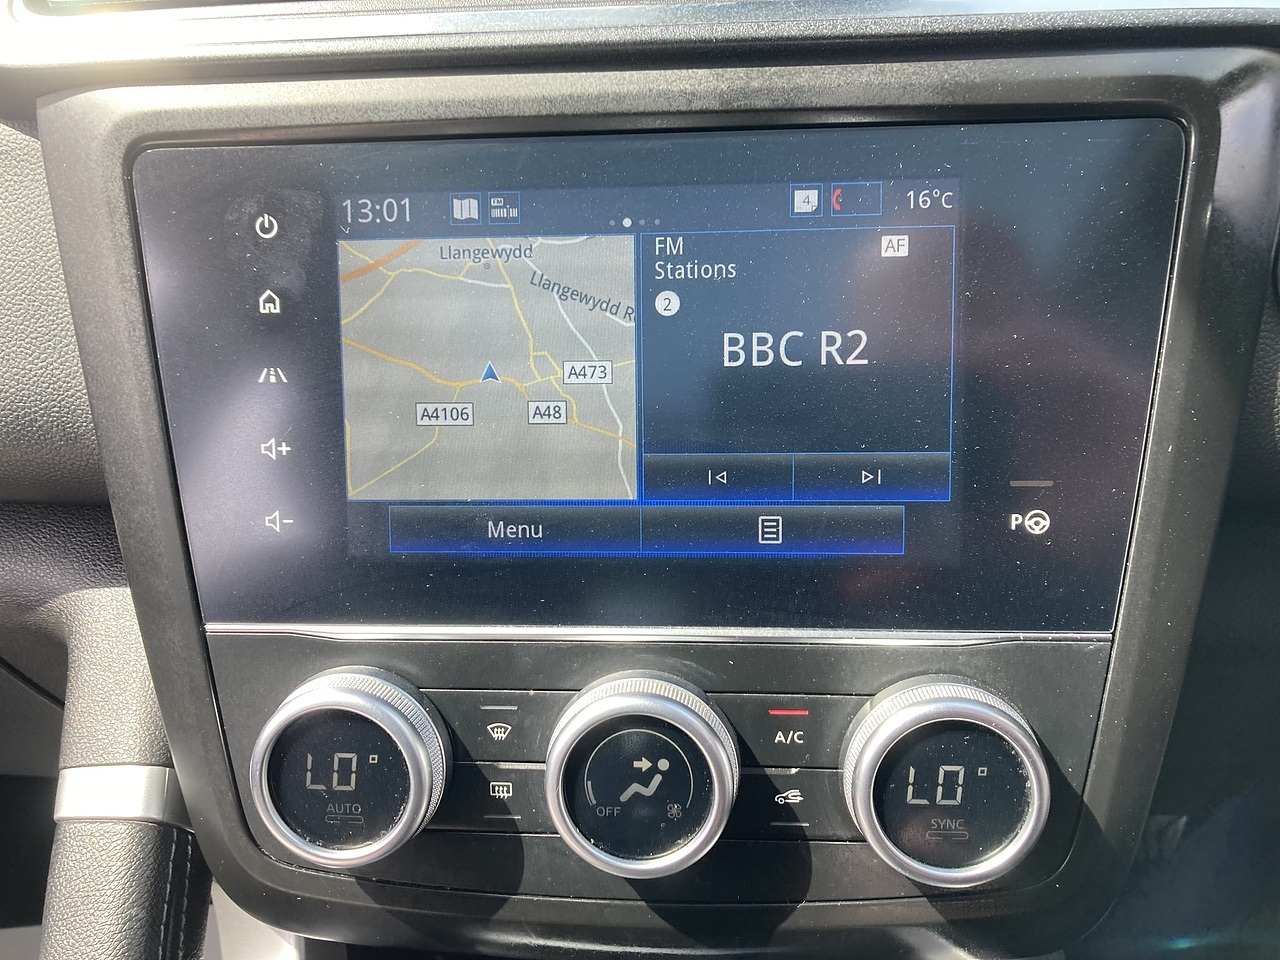 13:01
FM
4
16°C
Llangewydd
Llangewydd R
A473
A4106
A48
FM
Stations
AF
2
BBC R2
Menu
P
LO°
AUTO
OFF
A/C
LO°
SYNC